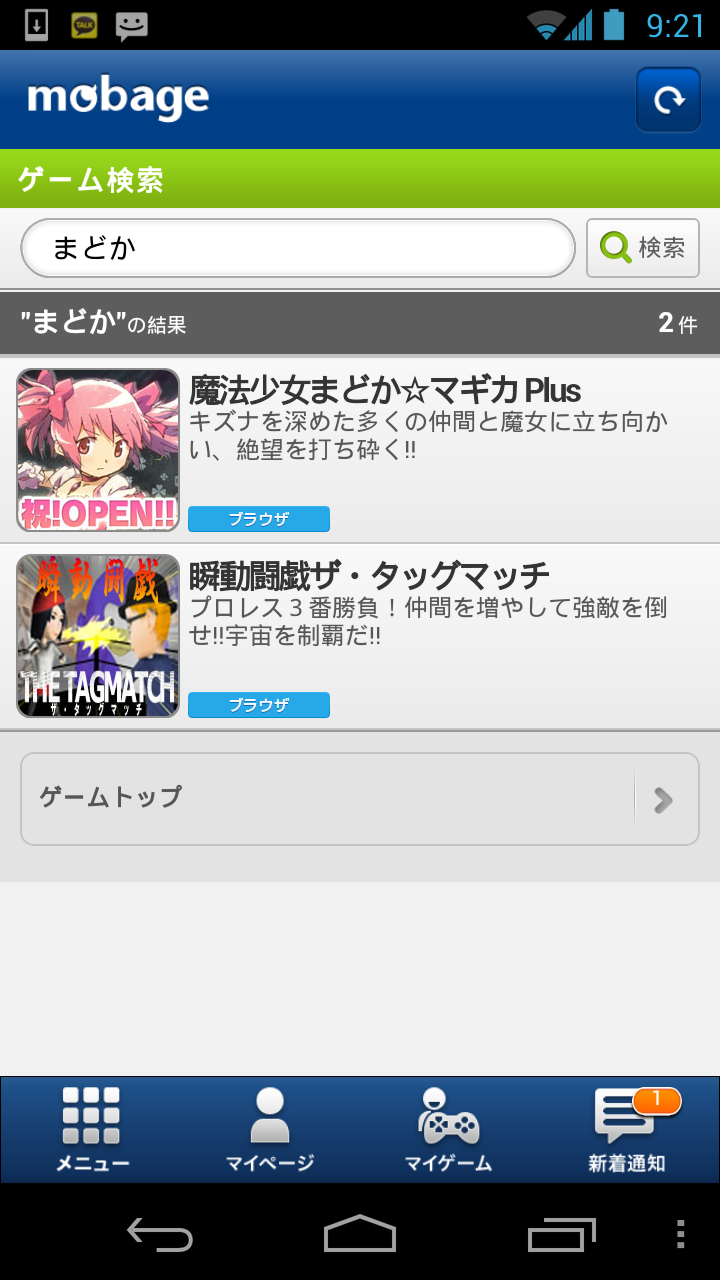 TALK
9:21
mobage
ゲーム検索
まどか
検索
"まどか"の結果
2 件
魔法少女まどか☆マギカ Plus
キズナを深めた多くの仲間と魔女に立ち向か
い、絶望を打ち砕く!!
祝!OPEN!!
ブラウザ
瞬動闘戯ザ・タッグマッチ
プロレス３番勝負！仲間を増やして強敵を倒
せ!!宇宙を制覇だ!!
瞬動闘戯
THE TAGMATCH
ザ・タッグマッチ
ブラウザ
ゲームトップ
1
メニュー
マイページ
マイゲーム
新着通知